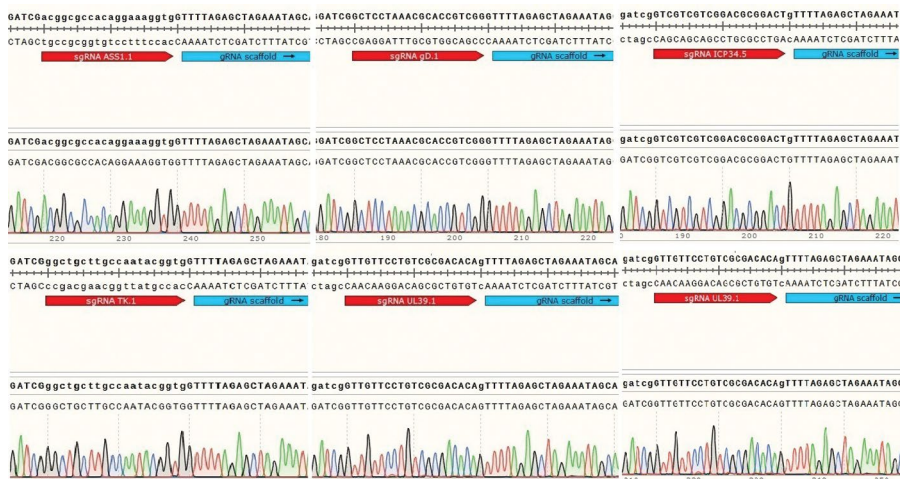 GATCGacggcgccacaggaaaggtgGTTTTAGAGCTAGAAATAGC
CTAGCtgccgcggtgtcctttccacCAAAATCTCGATCTTTATCG
sgRNA ASS1.1
gRNA scaffold
GATCGacggcgccacaggaaaggtgGTTTTAGAGCTAGAAATAGC
GATCGACGGCGCCACAGGAAAGGTGGTTTTAGAGCTAGAAATAGC
220 230 240 250
GATCGGCTCCTAAACGCACCGTCGGGTTTTAGAGCTAGAAATAG
CTAGCCGAGGATTTGCGTGGCAGCCCAAAATCTCGATCTTTATC
sgRNA gD.1
gRNA scaffold
GATCGGCTCCTAAACGCACCGTCGGGTTTTAGAGCTAGAAATAG
GATCGGCTCCTAAACGCACCGTCGGGTTTTAGAGCTAGAAATAG
180 190 200 210 220
gatcgGTCGTCGTCGGACGCGGACTgTTTTAGAGCTAGAAAT
ctagcCAGCAGCAGCCTGCGCCTGACAAAATCTCGATCTTTA
sgRNA ICP34.5
gRNA scaffold
gatcgGTCGTCGTCGGACGCGGACTgTTTTAGAGCTAGAAAT
GATCGGTCGTCGTCGGACGCGGACTGTTTTAGAGCTAGAAAT
190 200 210 220
GATCGggctgcttgccaatacggtgGTTTTAGAGCTAGAAAT
CTAGCccgacgaacggttatgccacCAAAATCTCGATCTTTA
sgRNA TK.1
gRNA scaffold
GATCGggctgcttgccaatacggtgGTTTTAGAGCTAGAAAT
GATCGGGCTGCTTGCCAATACGGTGGTTTTAGAGCTAGAAAT
gatcgGTTGTTCCTGTCGCGACACAgTTTTAGAGCTAGAAATAGCA
ctagcCAACAAGGACAGCGCTGTGTcAAAATCTCGATCTTTATCGT
sgRNA UL39.1
gRNA scaffold
gatcgGTTGTTCCTGTCGCGACACAgTTTTAGAGCTAGAAATAGCA
GATCGGTTGTTCCTGTCGCGACACAGTTTTAGAGCTAGAAATAGCA
gatcgGTTGTTCCTGTCGCGACACAgTTTTAGAGCTAGAAATAG
ctagcCAACAAGGACAGCGCTGTGTcAAAATCTCGATCTTTATC
sgRNA UL39.1
gRNA scaffold
gatcgGTTGTTCCTGTCGCGACACAgTTTTAGAGCTAGAAATAG
GATCGGTTGTTCCTGTCGCGACACAGTTTTAGAGCTAGAAATAG